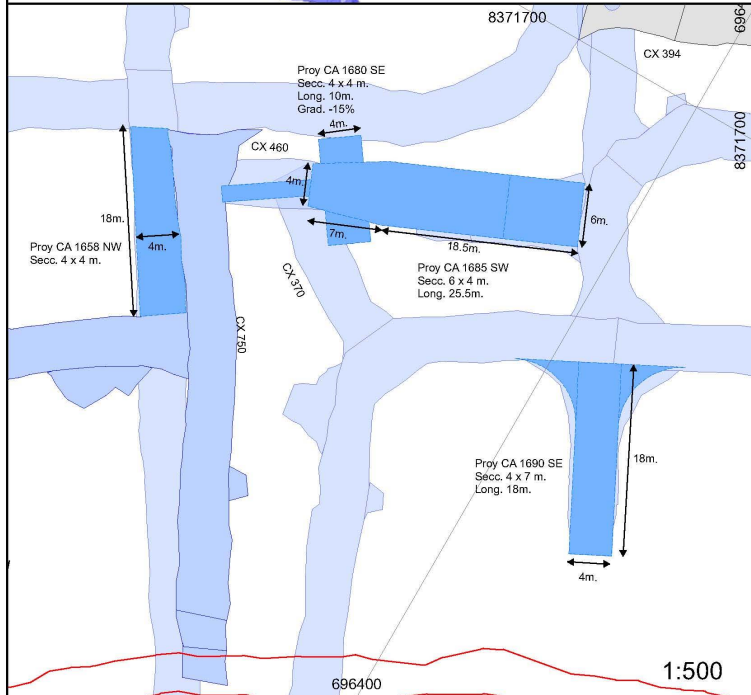 8371700
6964
CX 394
Proy CA 1680 SE
Secc. 4 x 4 m.
Long. 10m.
Grad. -15%
4m.
8371700
CX 460
4m.
18m.
6m.
4m.
7m.
18.5m.
Proy CA 1658 NW
Secc. 4 x 4 m.
Proy CA 1685 SW
Secc. 6 x 4 m.
Long. 25.5m.
CX 370
CX 750
Proy CA 1690 SE
Secc. 4 x 7 m.
Long. 18m.
18m.
4m.
1:500
696400